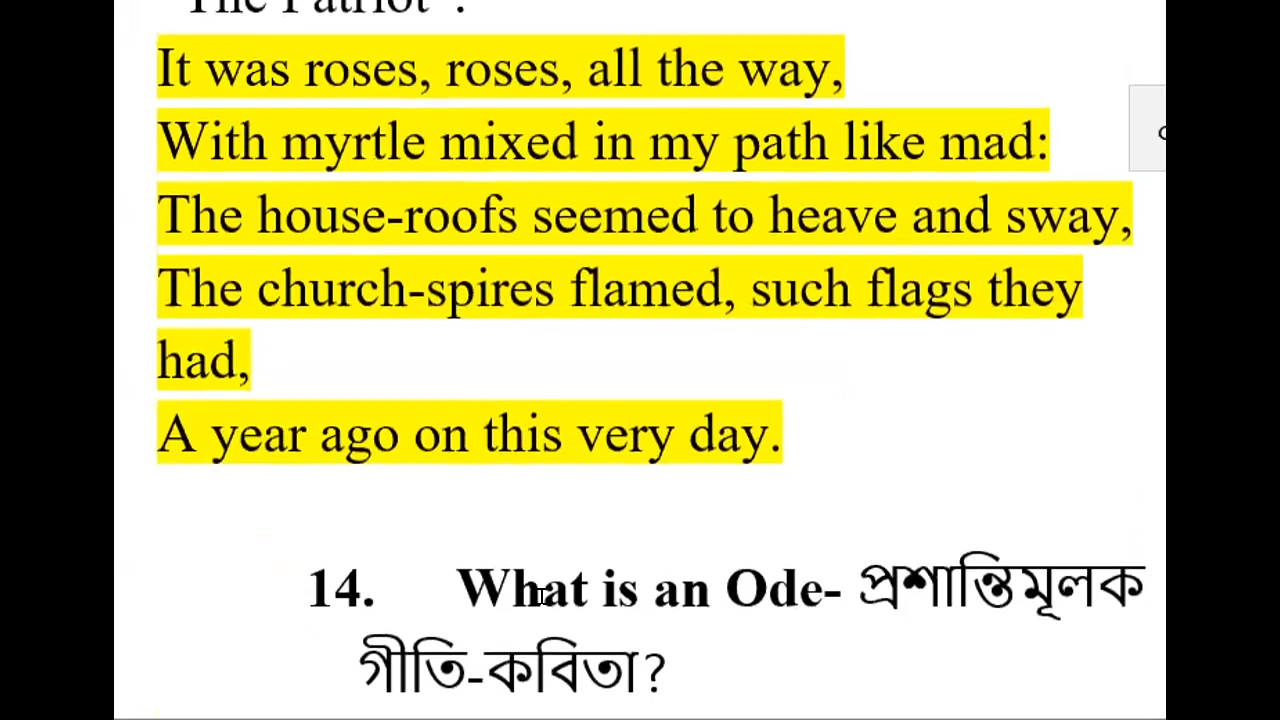 "The Patriot".
It was roses, roses, all the way,
With myrtle mixed in my path like mad:
The house-roofs seemed to heave and sway,
The church-spires flamed, such flags they
had,
A year ago on this very day.
14. What is an Ode- প্রশান্তিমূলক
গীতি-কবিতা?